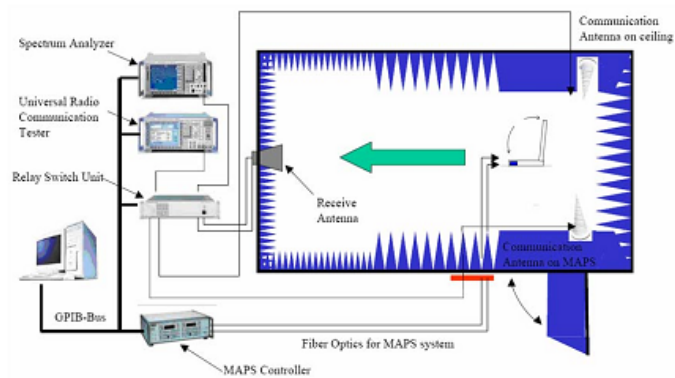 Spectrum Analyzer
Communication
Antenna on ceiling
Universal Radio
Communication
Tester
Relay Switch Unit
Receive
Antenna
Communication
Antenna on MAPS
GPIB-Bus
Fiber Optics for MAPS system
MAPS Controller